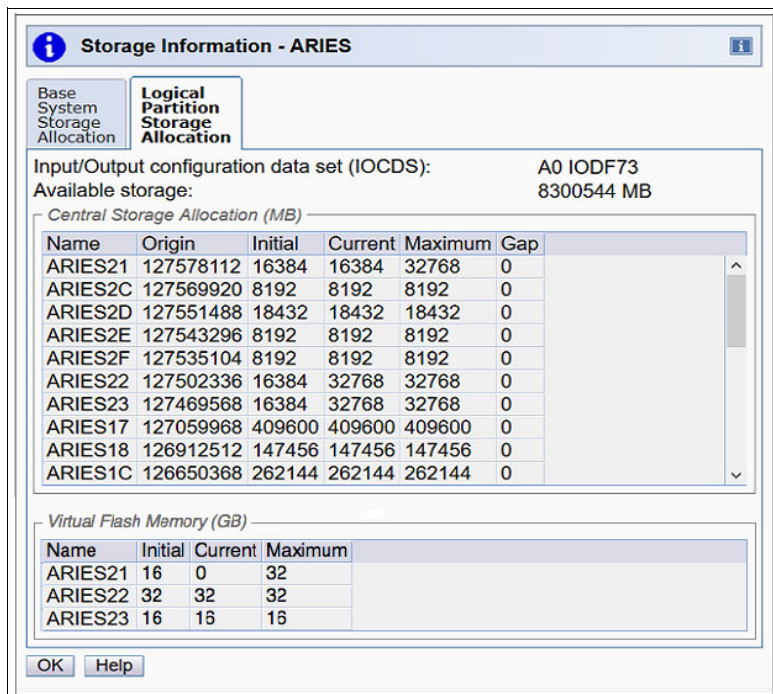 Storage Information - ARIES
Base
System
Storage
Allocation
Logical
Partition
Storage
Allocation
Input/Output configuration data set (IOCDS): A0 IODF73
Available storage: 8300544 MB
Central Storage Allocation (MB)
Name Origin Initial Current Maximum Gap
ARIES21 127578112 16384 16384 32768 0
ARIES2C 127569920 8192 8192 8192 0
ARIES2D 127551488 18432 18432 18432 0
ARIES2E 127543296 8192 8192 8192 0
ARIES2F 127535104 8192 8192 8192 0
ARIES22 127502336 16384 32768 32768 0
ARIES23 127469568 16384 32768 32768 0
ARIES17 127059968 409600 409600 409600 0
ARIES18 126912512 147456 147456 147456 0
ARIES1C 126650368 262144 262144 262144 0
Virtual Flash Memory (GB)
Name Initial Current Maximum
ARIES21 16 0 32
ARIES22 32 32 32
ARIES23 16 16 16
OK Help